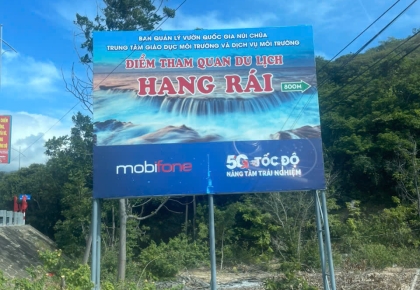 BAN QUẢN LÝ VƯỜN QUỐC GIA NÚI CHÚA
TRUNG TÂM GIÁO DỤC MÔI TRƯỜNG VÀ DỊCH VỤ MÔI TRƯỜNG
ĐIỂM THAM QUAN DU LỊCH
HANG RÁI
800M
mobifone
5G TỐC ĐỘ
NÂNG TẦM TRẢI NGHIỆM